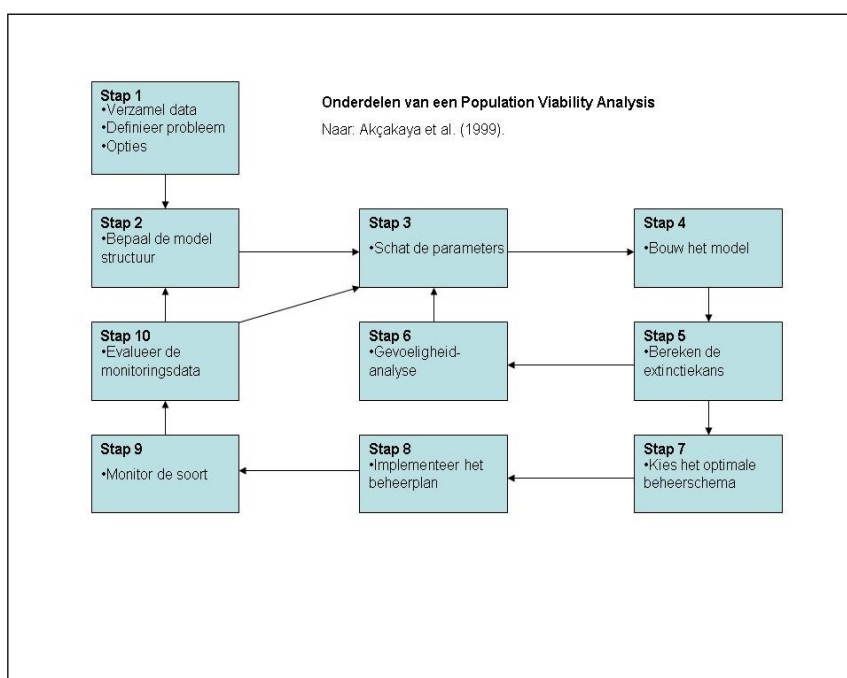 Stap 1
•Verzamel data
•Definieer probleem
•Opties
Onderdelen van een Population Viability Analysis
Naar: Akçakaya et al. (1999).
Stap 2
•Bepaal de model
structuur
Stap 3
•Schat de parameters
Stap 4
•Bouw het model
Stap 10
•Evalueer de
monitoringsdata
Stap 6
•Gevoeligheid-
analyse
Stap 5
•Bereken de
extinctiekans
Stap 9
•Monitor de soort
Stap 8
•Implementeer het
beheerplan
Stap 7
•Kies het optimale
beheerschema